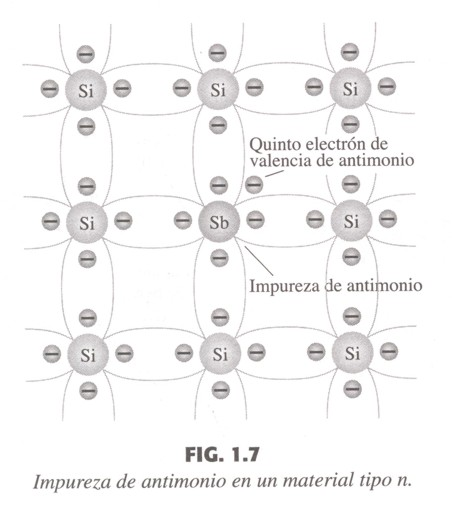 Si Si Si
Quinto electrón de
valencia de antimonio
Si Sb Si
Impureza de antimonio
Si Si Si
FIG. 1.7
Impureza de antimonio en un material tipo n.